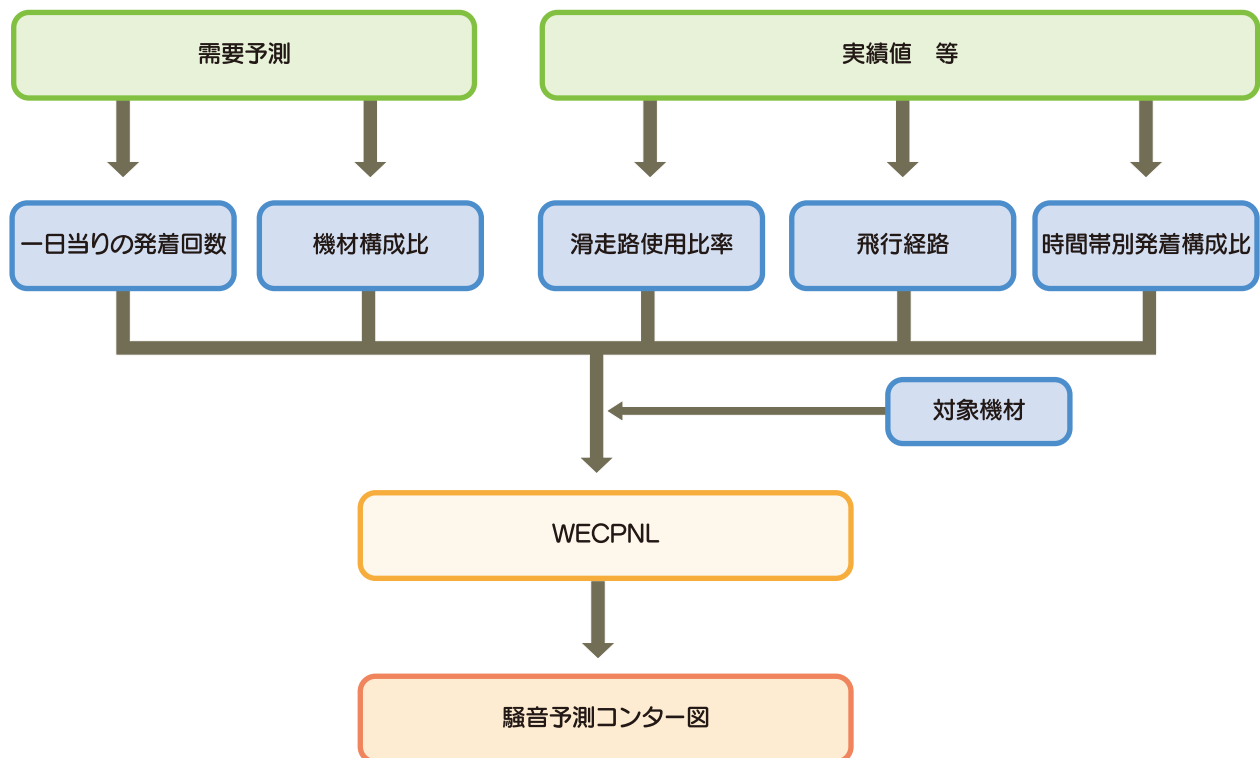 需要予測
実績値　等
一日当りの発着回数
機材構成比
滑走路使用比率
飛行経路
時間帯別発着構成比
対象機材
WECPNL
騒音予測コンター図